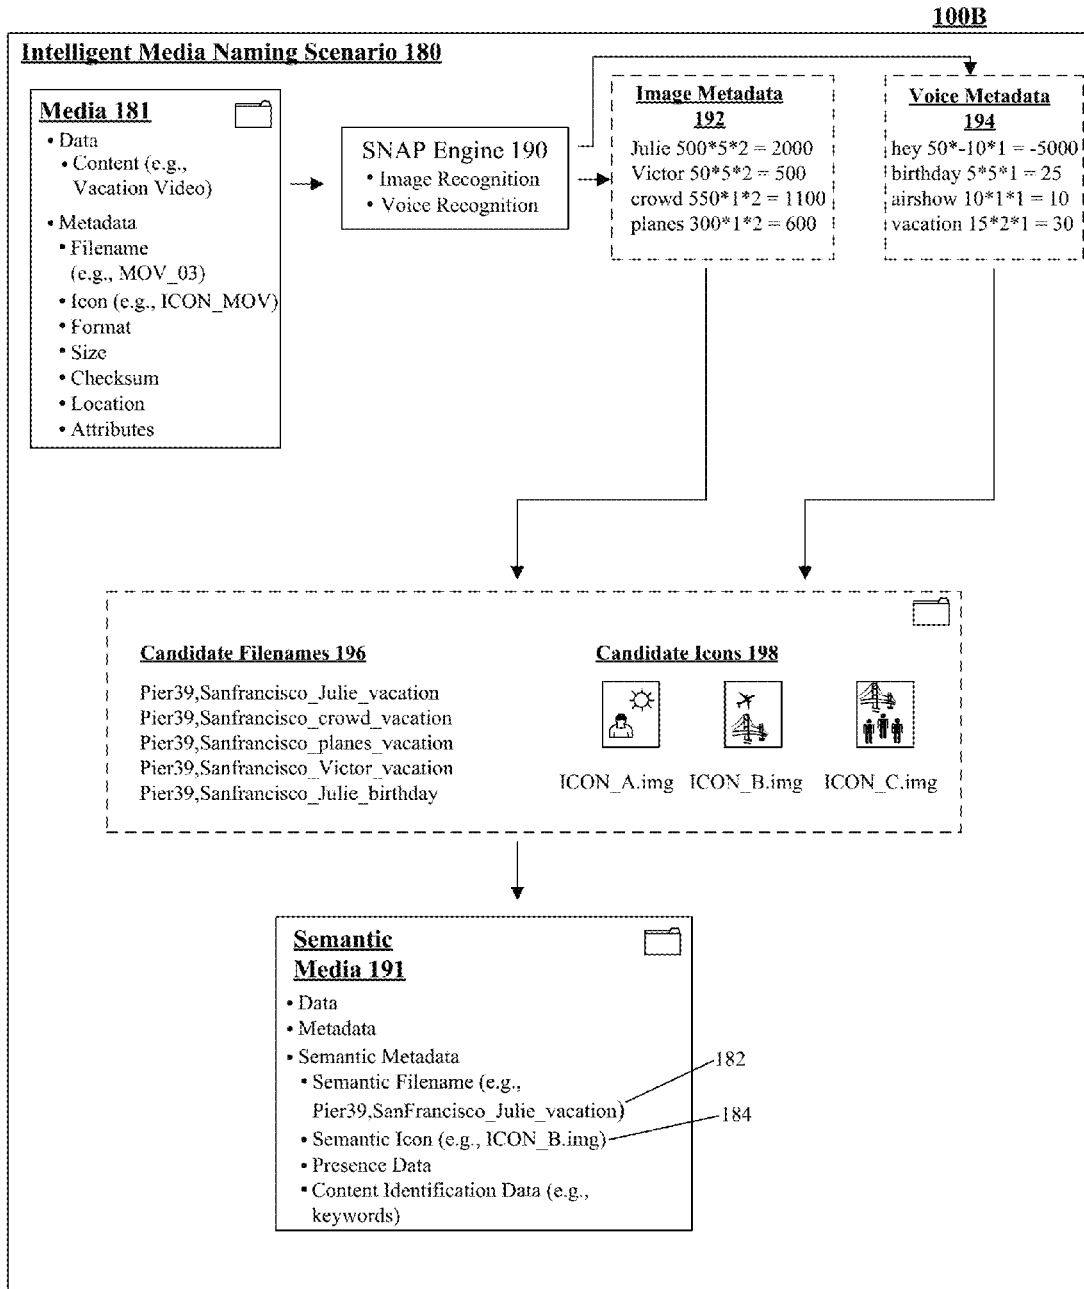 100B
Intelligent Media Naming Scenario 180
Media 181
• Data
• Content (e.g.,
Vacation Video)
• Metadata
• Filename
(e.g., MOV_03)
• Icon (e.g., ICON_MOV)
• Format
• Size
• Checksum
• Location
• Attributes
SNAP Engine 190
• Image Recognition
• Voice Recognition
Image Metadata
192
Julie 500*5*2 = 2000
Victor 50*5*2 = 500
crowd 550*1*2 = 1100
planes 300*1*2 = 600
Voice Metadata
194
hey 50*-10*1 = -5000
birthday 5*5*1 = 25
airshow 10*1*1 = 10
vacation 15*2*1 = 30
Candidate Filenames 196
Pier39,Sanfrancisco_Julie_vacation
Pier39,Sanfrancisco_crowd_vacation
Pier39,Sanfrancisco_planes_vacation
Pier39,Sanfrancisco_Victor_vacation
Pier39,Sanfrancisco_Julie_birthday
Candidate Icons 198
ICON_A.img ICON_B.img ICON_C.img
Semantic
Media 191
• Data
• Metadata
• Semantic Metadata
• Semantic Filename (e.g.,
Pier39,SanFrancisco_Julie_vacation)
• Semantic Icon (e.g., ICON_B.img)
• Presence Data
• Content Identification Data (e.g.,
keywords)
182
184